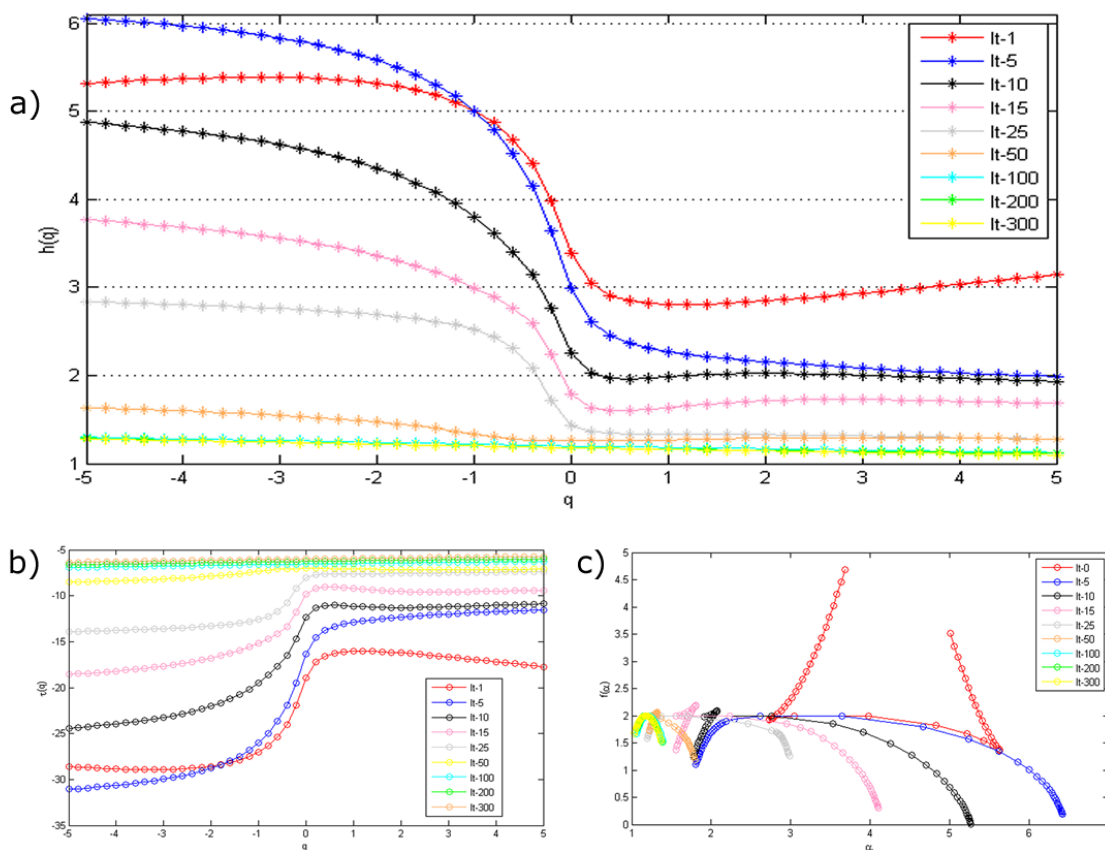 a)
6
5
4
3
2
1
h(q)
-5 -4 -3 -2 -1 0 1 2 3 4 5
q
It-1
It-5
It-10
It-15
It-25
It-50
It-100
It-200
It-300
b)
-5
-10
-15
-20
-25
-30
-35
τ(q)
-5 -4 -3 -2 -1 0 1 2 3 4 5
q
It-1
It-5
It-10
It-15
It-25
It-50
It-100
It-200
It-300
c)
5
4.5
4
3.5
3
2.5
2
1.5
1
0.5
0
f(α)
1 2 3 4 5 6
α
It-0
It-5
It-10
It-15
It-25
It-50
It-100
It-200
It-300